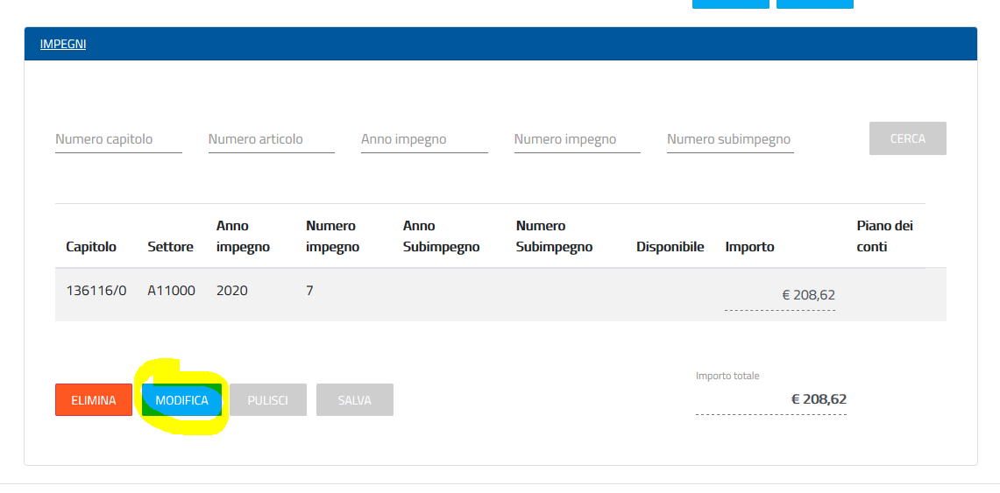 IMPEGNI
Numero capitolo Numero articolo Anno impegno Numero impegno Numero subimpegno CERCA
Capitolo Settore Anno impegno Numero impegno Anno Subimpegno Numero Subimpegno Disponibile Importo Piano dei conti
136116/0 A11000 2020 7 € 208,62
Importo totale
ELIMINA MODIFICA PULISCI SALVA € 208,62